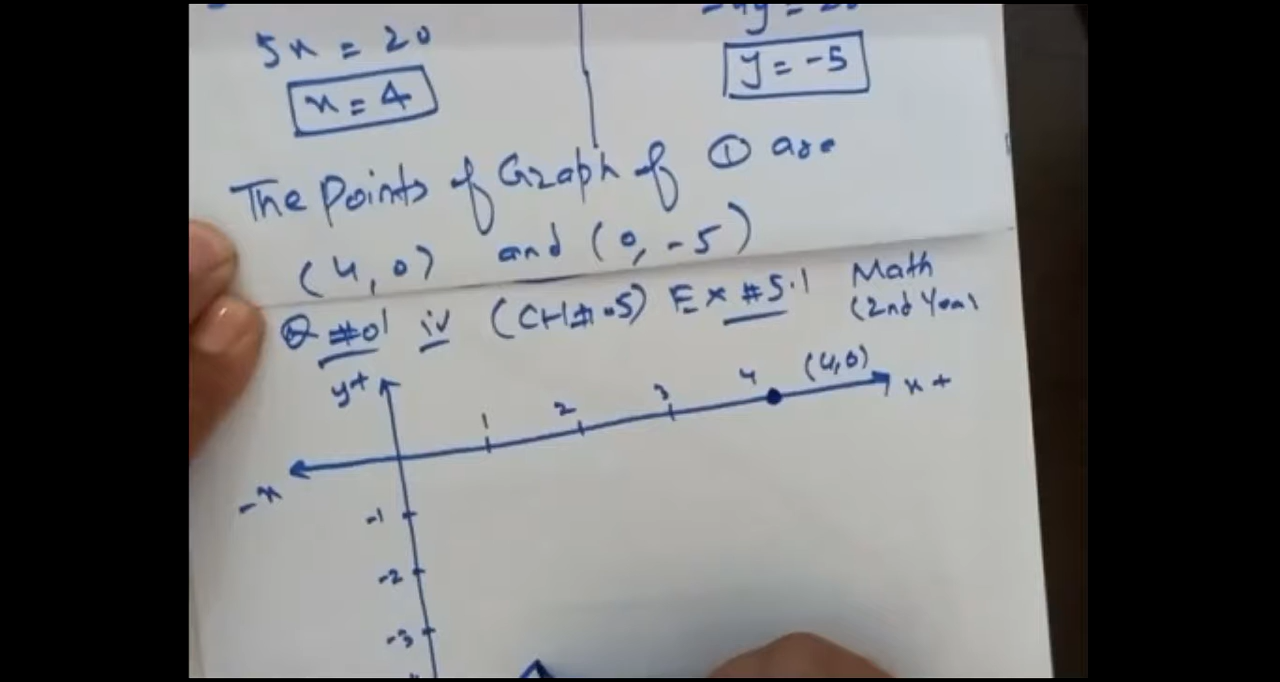 5x = 20
x = 4
y = -5
The Points of Graph of ① are
(4,0) and (0,-5)
Q #01 iv (CH#.5) Ex #5.1 Math
(2nd Year)
y+
1 2 3 4 (4,0) x +
-x
-1
-2
-3